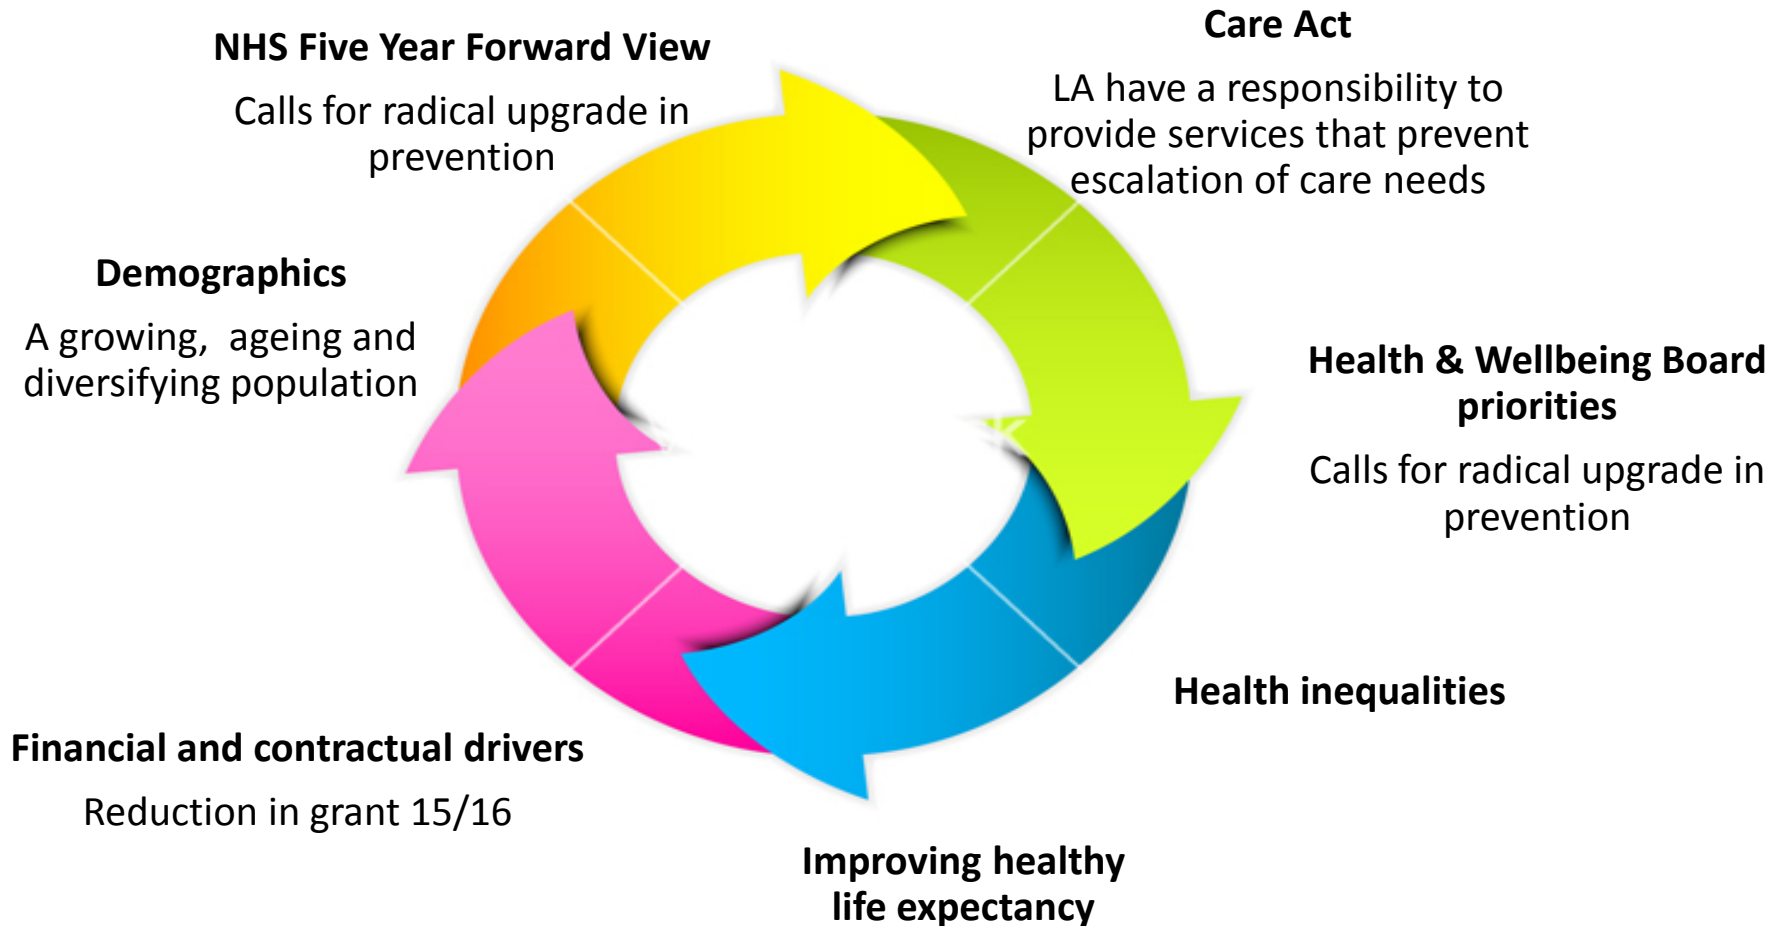 NHS Five Year Forward View
Calls for radical upgrade in
prevention
Care Act
LA have a responsibility to
provide services that prevent
escalation of care needs
Demographics
A growing, ageing and
diversifying population
Health & Wellbeing Board
priorities
Calls for radical upgrade in
prevention
Health inequalities
Financial and contractual drivers
Reduction in grant 15/16
Improving healthy
life expectancy